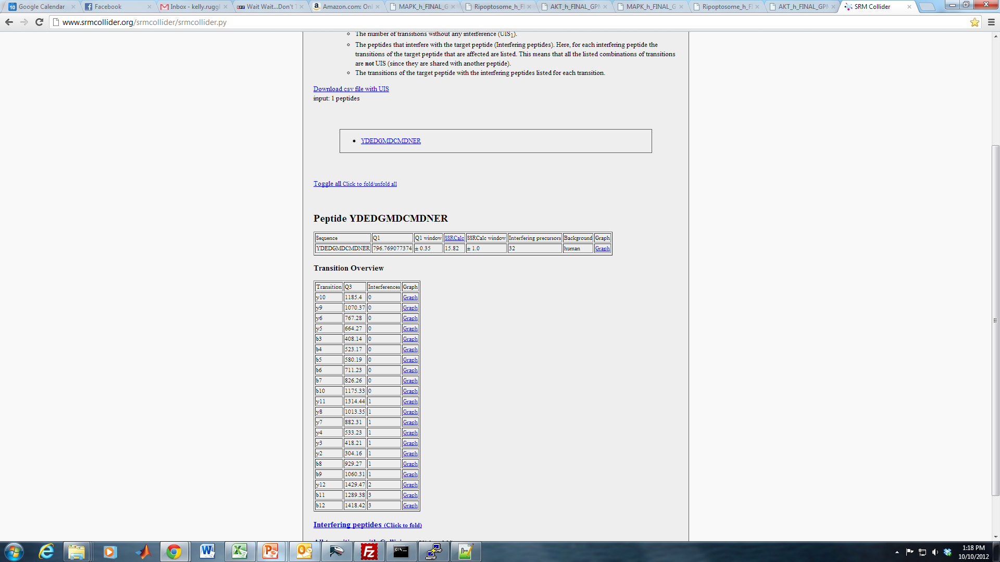 Google Calendar
Facebook
Inbox - kelly.ruggl
Wait Wait...Don't T
Amazon.com: Onl
MAPK_h_FINAL_G
Ripoptosome_h_FI
AKT_h_FINAL_GPM
MAPK_h_FINAL_G
Ripoptosome_h_FI
AKT_h_FINAL_GPM
SRM Collider
www.srmcollider.org/srmcollider/srmcollider.py
The number of transitions without any interference (UIS1).
The peptides that interfere with the target peptide (Interfering peptides). Here, for each interfering peptide the
transitions of the target peptide that are affected are listed. This means that all the listed combinations of transitions
are not UIS (since they are shared with another peptide).
The transitions of the target peptide with the interfering peptides listed for each transition.
Download csv file with UIS
input: 1 peptides
YDEDGMDCMDNER
Toggle all Click to fold/unfold all
Peptide YDEDGMDCMDNER
Sequence Q1 Q1 window SSRCalc SSRCalc window Interfering precursors Background Graph
YDEDGMDCMDNER 796.769077374 ± 0.35 15.82 ± 1.0 32 human Graph
Transition Overview
Transition Q3 Interferences Graph
y10 1185.4 0 Graph
y9 1070.37 0 Graph
y6 767.28 0 Graph
y5 664.27 0 Graph
b3 408.14 0 Graph
b4 523.17 0 Graph
b5 580.19 0 Graph
b6 711.23 0 Graph
b7 826.26 0 Graph
b10 1175.33 0 Graph
y11 1314.44 1 Graph
y8 1013.35 1 Graph
y7 882.31 1 Graph
y4 533.23 1 Graph
y3 418.21 1 Graph
y2 304.16 1 Graph
b8 929.27 1 Graph
b9 1060.31 1 Graph
y12 1429.47 2 Graph
b11 1289.38 3 Graph
b12 1418.42 3 Graph
Interfering peptides (Click to fold)
1:18 PM
10/10/2012